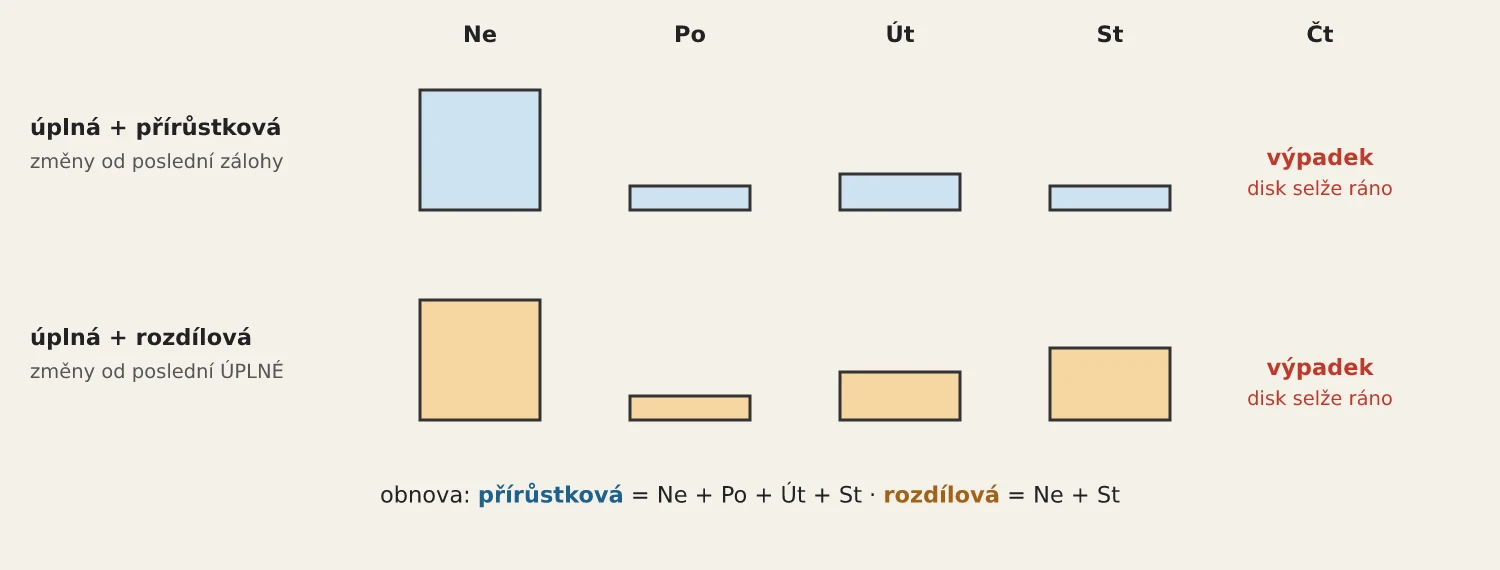 Ne Po Út St Čt
úplná + přírůstková
změny od poslední zálohy
výpadek
disk selže ráno
úplná + rozdílová
změny od poslední ÚPLNÉ
výpadek
disk selže ráno
obnova: přírůstková = Ne + Po + Út + St · rozdílová = Ne + St